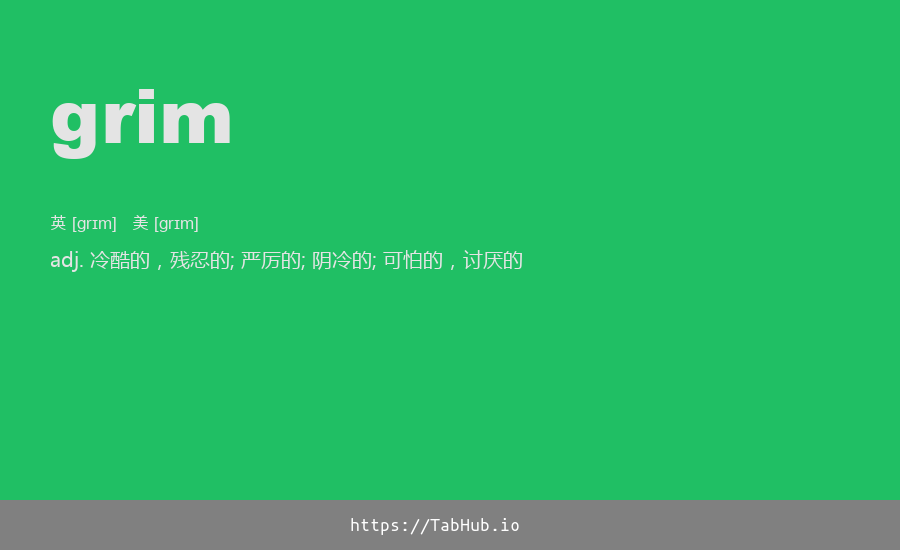 grim
英 [grɪm] 美 [grɪm]
adj. 冷酷的，残忍的; 严厉的; 阴冷的; 可怕的，讨厌的
https://TabHub.io